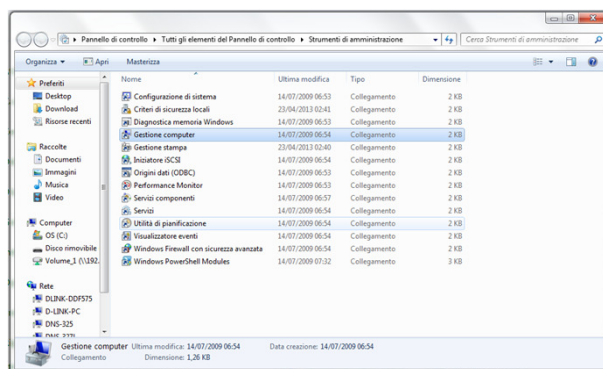 Pannello di controllo ▸ Tutti gli elementi del Pannello di controllo ▸ Strumenti di amministrazione
Cerca Strumenti di amministrazione
Organizza Apri Masterizza
Nome Ultima modifica Tipo Dimensione
Preferiti
Desktop
Download
Risorse recenti
Raccolte
Documenti
Immagini
Musica
Video
Computer
OS (C:)
Disco rimovibile
Volume_1 (\\192.
Rete
DLINK-DDF575
D-LINK-PC
DNS-325
DNS-327L
Configurazione di sistema 14/07/2009 06:53 Collegamento 2 KB
Criteri di sicurezza locali 23/04/2013 02:41 Collegamento 2 KB
Diagnostica memoria Windows 14/07/2009 06:53 Collegamento 2 KB
Gestione computer 14/07/2009 06:54 Collegamento 2 KB
Gestione stampa 23/04/2013 02:40 Collegamento 2 KB
Iniziatore iSCSI 14/07/2009 06:54 Collegamento 2 KB
Origini dati (ODBC) 14/07/2009 06:53 Collegamento 2 KB
Performance Monitor 14/07/2009 06:53 Collegamento 2 KB
Servizi componenti 14/07/2009 06:57 Collegamento 2 KB
Servizi 14/07/2009 06:54 Collegamento 2 KB
Utilità di pianificazione 14/07/2009 06:54 Collegamento 2 KB
Visualizzatore eventi 14/07/2009 06:54 Collegamento 2 KB
Windows Firewall con sicurezza avanzata 14/07/2009 06:54 Collegamento 2 KB
Windows PowerShell Modules 14/07/2009 07:32 Collegamento 3 KB
Gestione computer Ultima modifica: 14/07/2009 06:54 Data creazione: 14/07/2009 06:54
Collegamento Dimensione: 1,26 KB